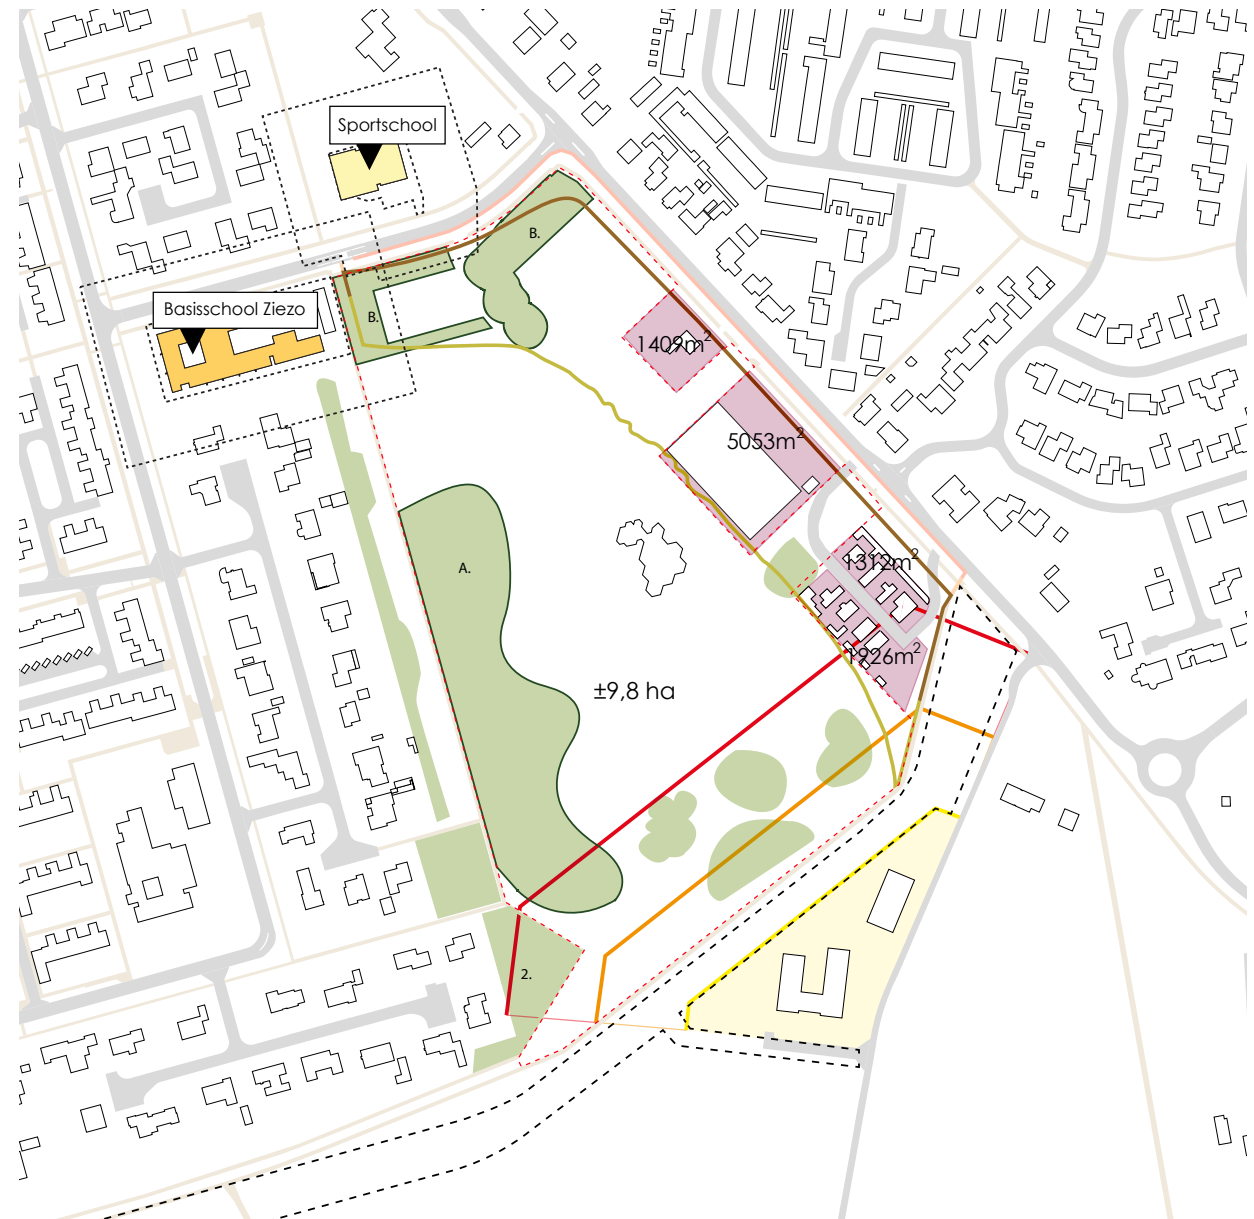 Sportschool
B.
Basisschool Ziezo
B.
1409m²
5053m²
1312m²
A.
1926m²
±9,8 ha
2.